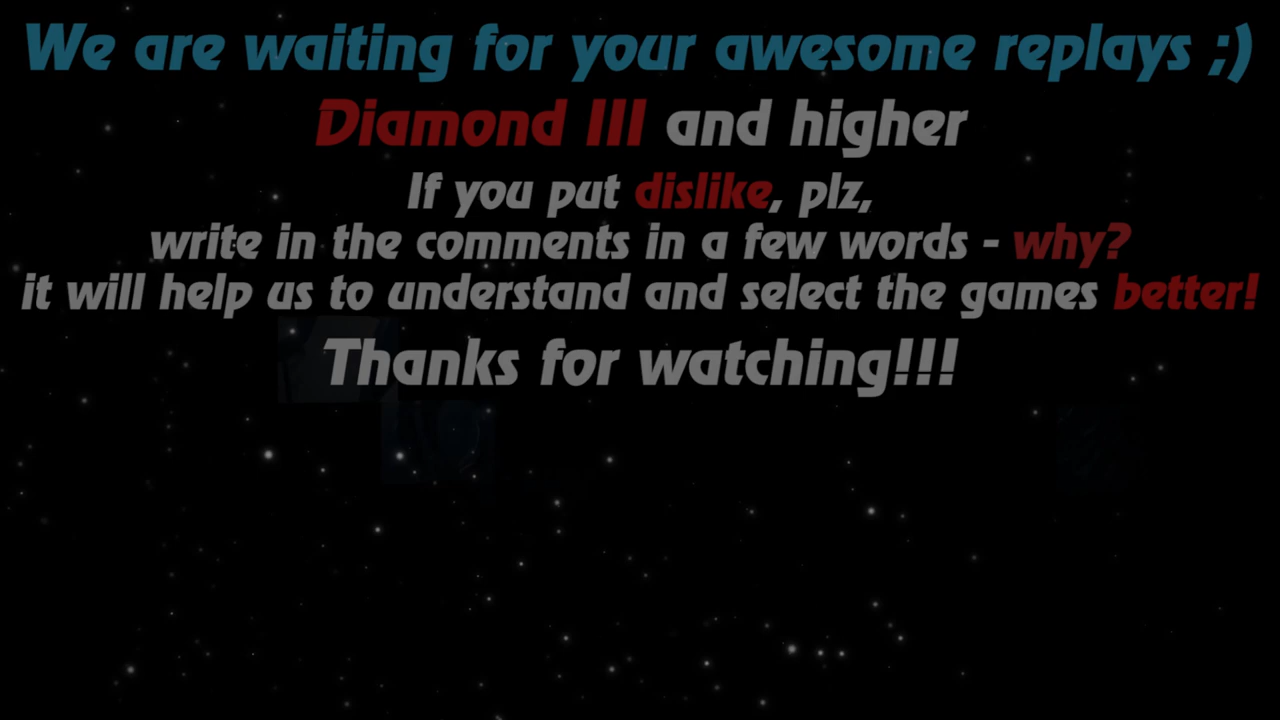 We are waiting for your awesome replays ;)
Diamond III and higher
If you put dislike, plz,
write in the comments in a few words - why?
it will help us to understand and select the games better!
Thanks for watching!!!